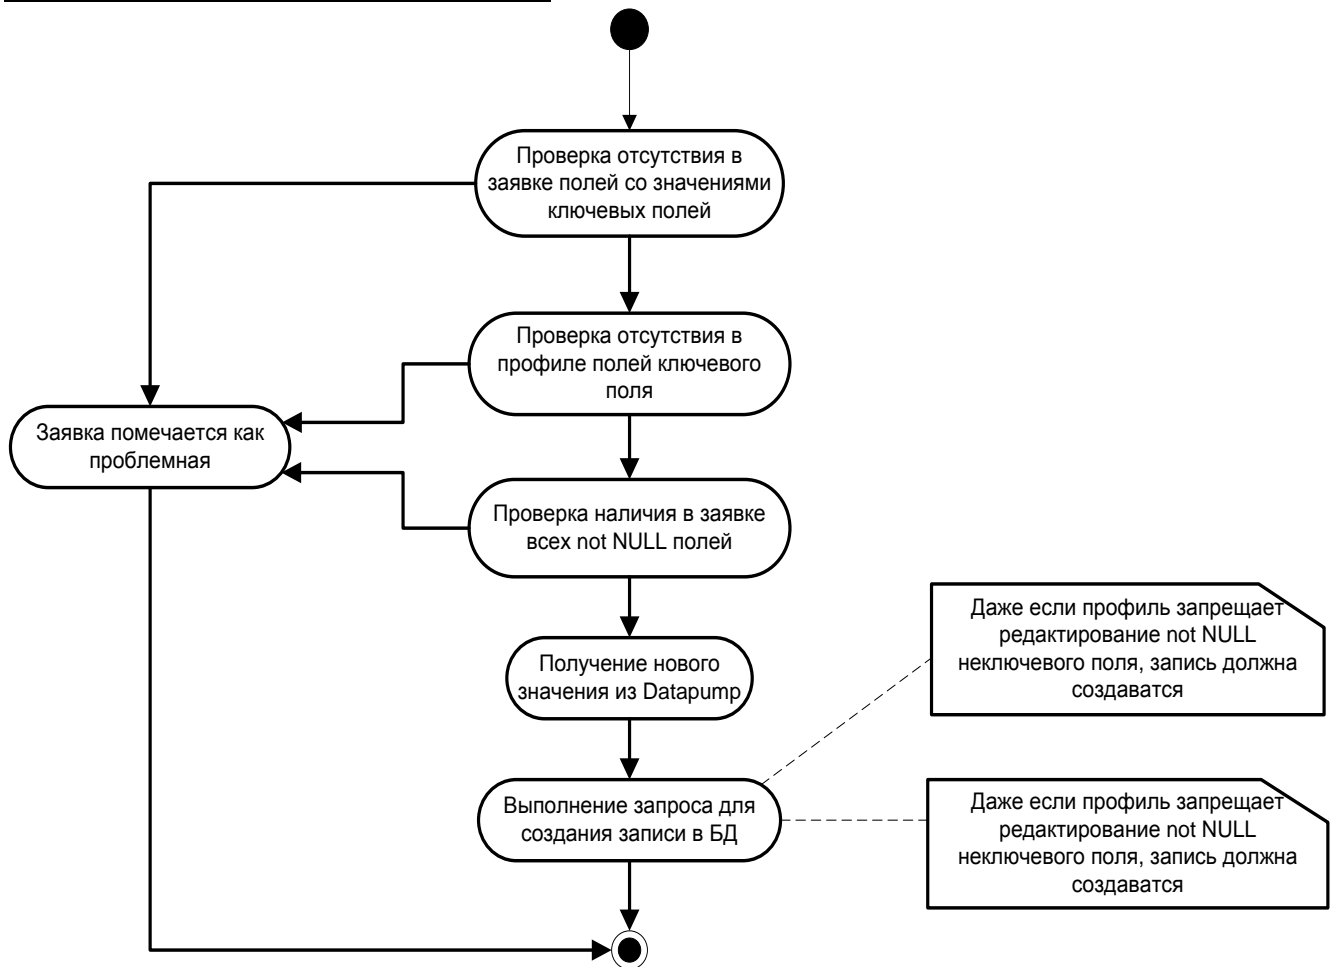 Проверка отсутствия в
заявке полей со значениями
ключевых полей
Проверка отсутствия в
профиле полей ключевого
поля
Заявка помечается как
проблемная
Проверка наличия в заявке
всех not NULL полей
Получение нового
значения из Datapump
Даже если профиль запрещает
редактирование not NULL
неключевого поля, запись должна
создаватся
Выполнение запроса для
создания записи в БД
Даже если профиль запрещает
редактирование not NULL
неключевого поля, запись должна
создаватся